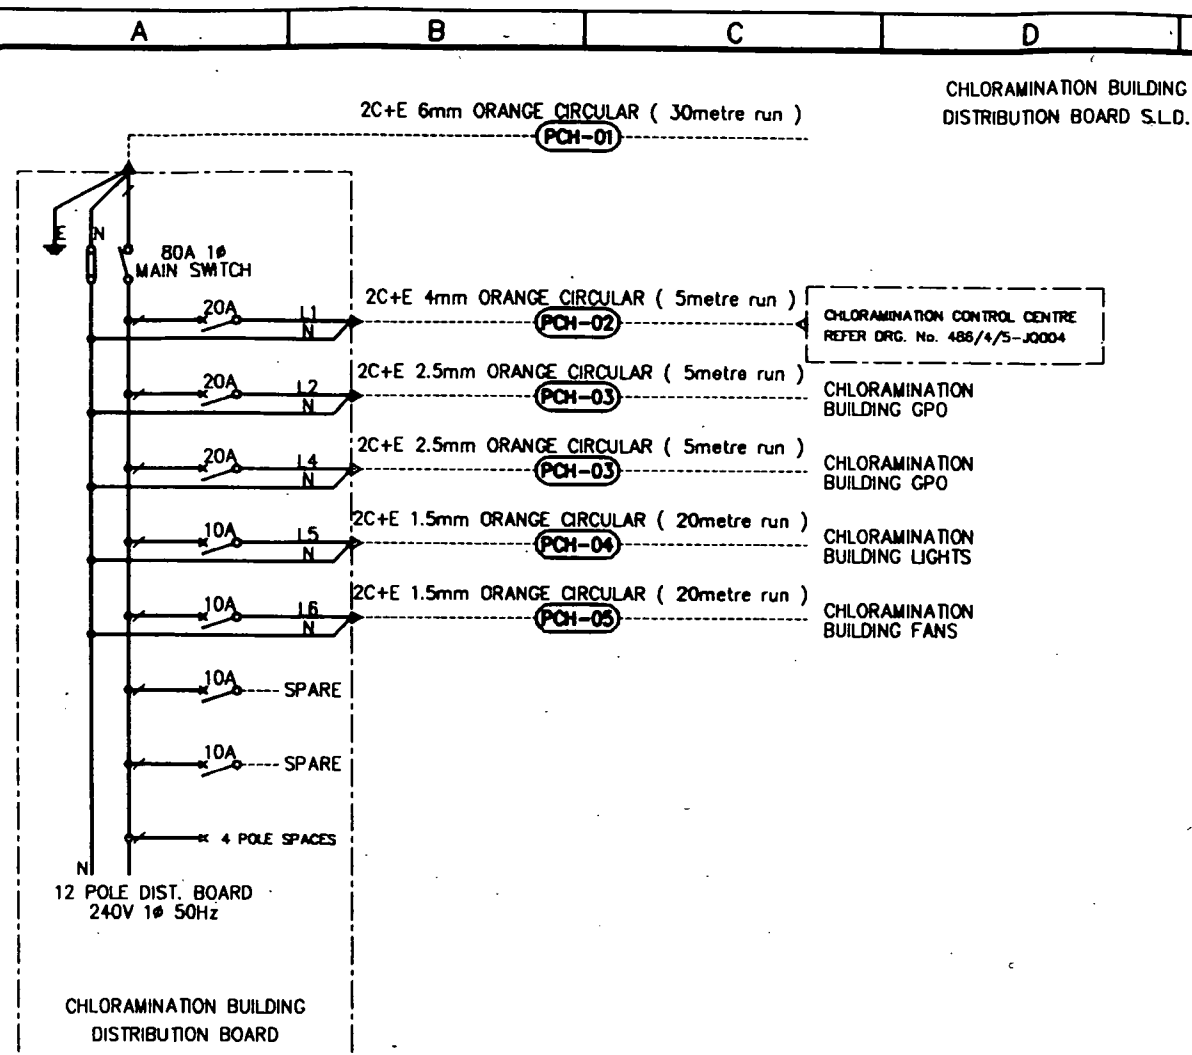 A B C D
CHLORAMINATION BUILDING
DISTRIBUTION BOARD S.L.D.
2C+E 6mm ORANGE CIRCULAR ( 30metre run )
PCH-01
E N
80A 1ø
MAIN SWITCH
20A L1
N
2C+E 4mm ORANGE CIRCULAR ( 5metre run )
PCH-02
CHLORAMINATION CONTROL CENTRE
REFER DRG. No. 486/4/5-JQ004
20A L2
N
2C+E 2.5mm ORANGE CIRCULAR ( 5metre run )
PCH-03
CHLORAMINATION
BUILDING GPO
20A L4
N
2C+E 2.5mm ORANGE CIRCULAR ( 5metre run )
PCH-03
CHLORAMINATION
BUILDING GPO
10A L5
N
2C+E 1.5mm ORANGE CIRCULAR ( 20metre run )
PCH-04
CHLORAMINATION
BUILDING LIGHTS
10A L6
N
2C+E 1.5mm ORANGE CIRCULAR ( 20metre run )
PCH-05
CHLORAMINATION
BUILDING FANS
10A SPARE
10A SPARE
4 POLE SPACES
N
12 POLE DIST. BOARD
240V 1ø 50Hz
CHLORAMINATION BUILDING
DISTRIBUTION BOARD